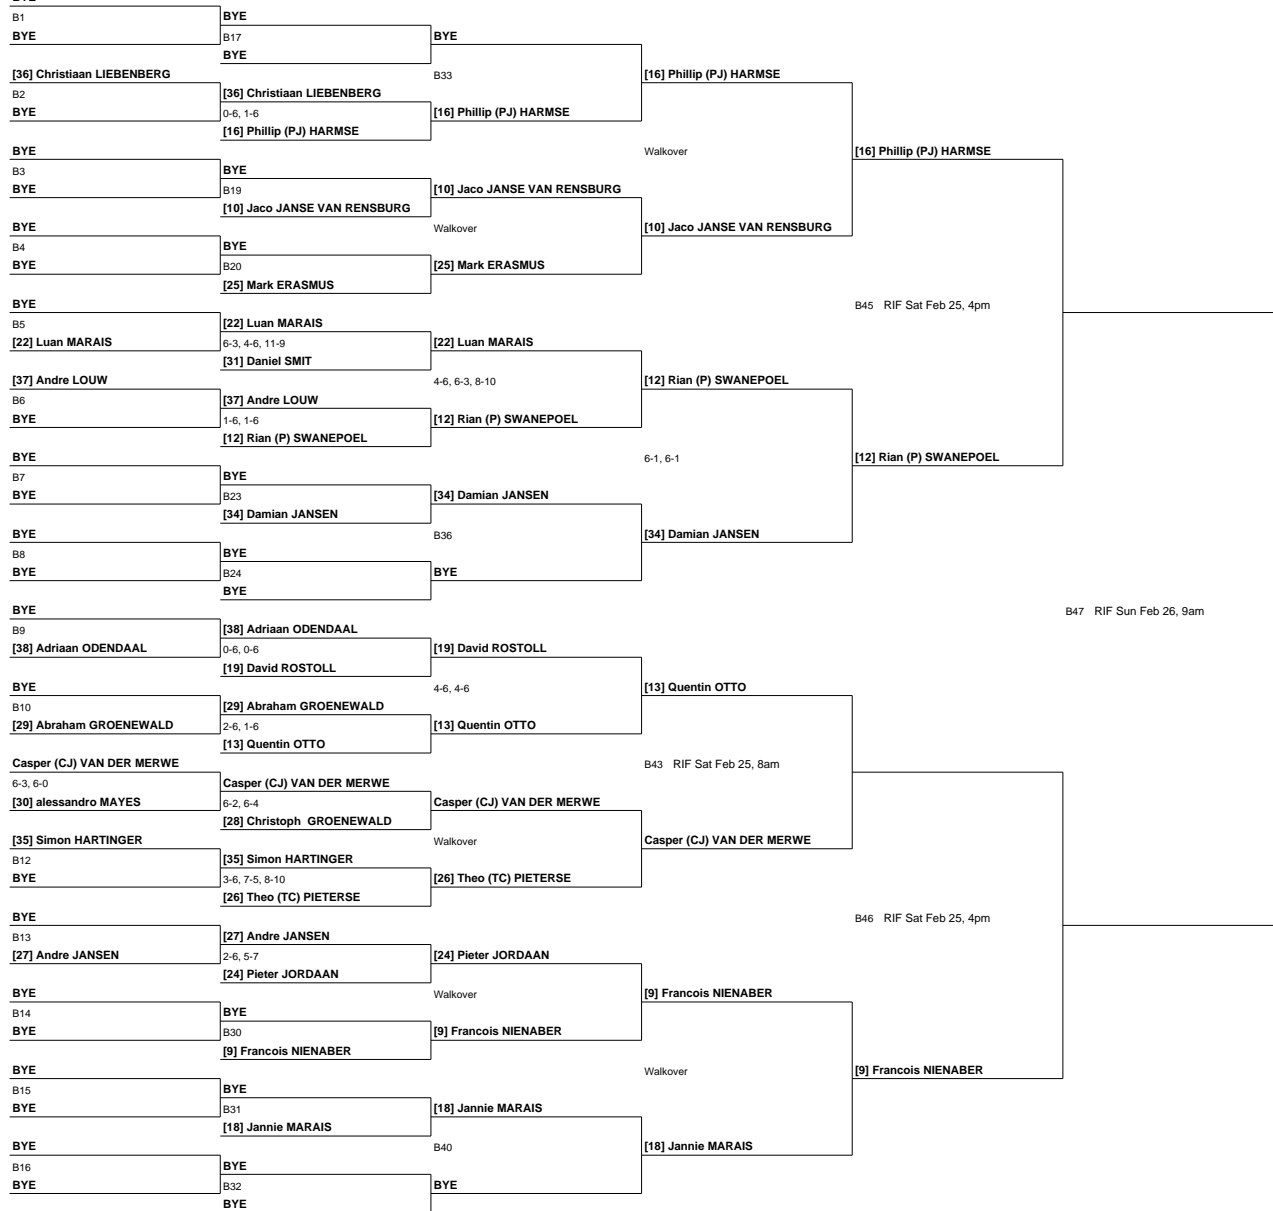 BYE
B1
BYE
BYE
B17
BYE
BYE
B33
[36] Christiaan LIEBENBERG
[16] Phillip (PJ) HARMSE
B2
[36] Christiaan LIEBENBERG
BYE
0-6, 1-6
[16] Phillip (PJ) HARMSE
[16] Phillip (PJ) HARMSE
BYE
Walkover
[16] Phillip (PJ) HARMSE
B3
BYE
BYE
B19
[10] Jaco JANSE VAN RENSBURG
[10] Jaco JANSE VAN RENSBURG
BYE
Walkover
[10] Jaco JANSE VAN RENSBURG
B4
BYE
BYE
B20
[25] Mark ERASMUS
[25] Mark ERASMUS
BYE
B45 RIF Sat Feb 25, 4pm
B5
[22] Luan MARAIS
[22] Luan MARAIS
6-3, 4-6, 11-9
[22] Luan MARAIS
[31] Daniel SMIT
[37] Andre LOUW
4-6, 6-3, 8-10
[12] Rian (P) SWANEPOEL
B6
[37] Andre LOUW
BYE
1-6, 1-6
[12] Rian (P) SWANEPOEL
[12] Rian (P) SWANEPOEL
BYE
6-1, 6-1
[12] Rian (P) SWANEPOEL
B7
BYE
BYE
B23
[34] Damian JANSEN
[34] Damian JANSEN
BYE
B36
[34] Damian JANSEN
B8
BYE
BYE
B24
BYE
BYE
BYE
B47 RIF Sun Feb 26, 9am
B9
[38] Adriaan ODENDAAL
[38] Adriaan ODENDAAL
0-6, 0-6
[19] David ROSTOLL
[19] David ROSTOLL
BYE
4-6, 4-6
[13] Quentin OTTO
B10
[29] Abraham GROENEWALD
[29] Abraham GROENEWALD
2-6, 1-6
[13] Quentin OTTO
[13] Quentin OTTO
Casper (CJ) VAN DER MERWE
B43 RIF Sat Feb 25, 8am
6-3, 6-0
Casper (CJ) VAN DER MERWE
[30] alessandro MAYES
6-2, 6-4
Casper (CJ) VAN DER MERWE
[28] Christoph GROENEWALD
[35] Simon HARTINGER
Walkover
Casper (CJ) VAN DER MERWE
B12
[35] Simon HARTINGER
BYE
3-6, 7-5, 8-10
[26] Theo (TC) PIETERSE
[26] Theo (TC) PIETERSE
BYE
B46 RIF Sat Feb 25, 4pm
B13
[27] Andre JANSEN
[27] Andre JANSEN
2-6, 5-7
[24] Pieter JORDAAN
[24] Pieter JORDAAN
BYE
Walkover
[9] Francois NIENABER
B14
BYE
BYE
B30
[9] Francois NIENABER
[9] Francois NIENABER
BYE
Walkover
[9] Francois NIENABER
B15
BYE
BYE
B31
[18] Jannie MARAIS
[18] Jannie MARAIS
BYE
B40
[18] Jannie MARAIS
B16
BYE
BYE
B32
BYE
BYE